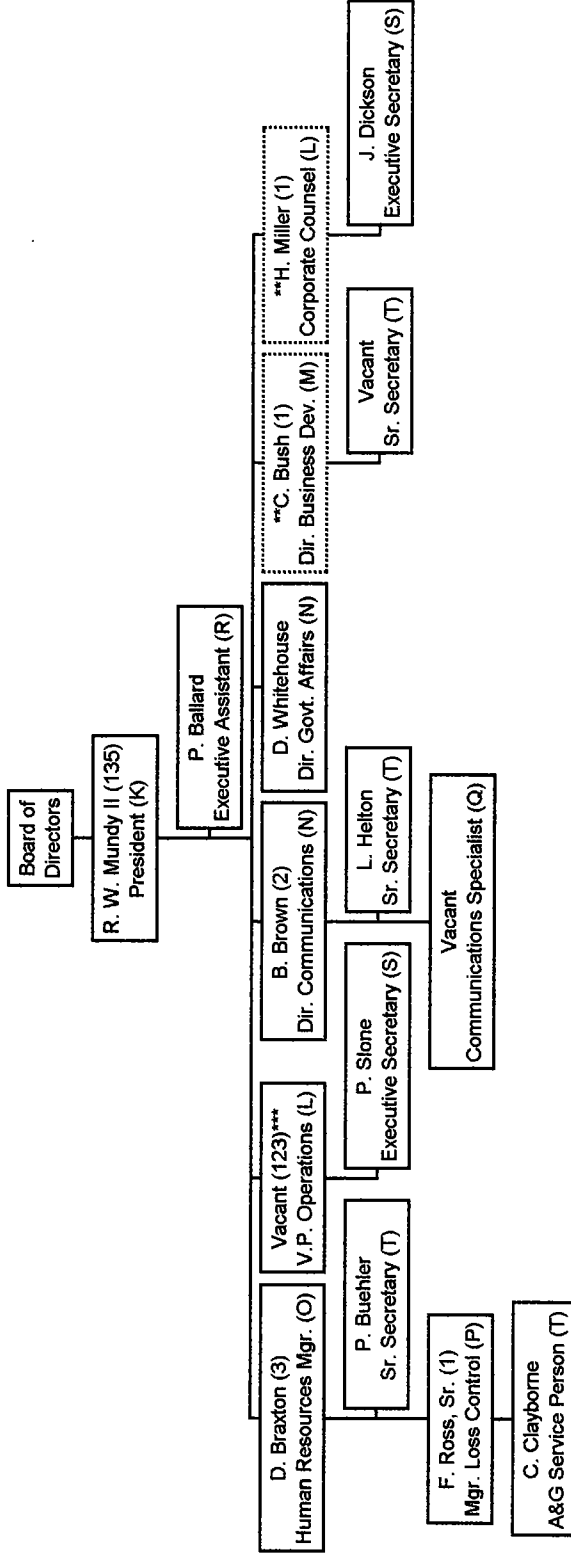 Board of
Directors
R. W. Mundy II (135)
President (K)
P. Ballard
Executive Assistant (R)
D. Braxton (3)
Human Resources Mgr. (O)
Vacant (123)***
V.P. Operations (L)
B. Brown (2)
Dir. Communications (N)
D. Whitehouse
Dir. Govt. Affairs (N)
**C. Bush (1)
Dir. Business Dev. (M)
**H. Miller (1)
Corporate Counsel (L)
P. Buehler
Sr. Secretary (T)
P. Slone
Executive Secretary (S)
L. Helton
Sr. Secretary (T)
Vacant
Sr. Secretary (T)
J. Dickson
Executive Secretary (S)
F. Ross, Sr. (1)
Mgr. Loss Control (P)
Vacant
Communications Specialist (Q)
C. Clayborne
A&G Service Person (T)